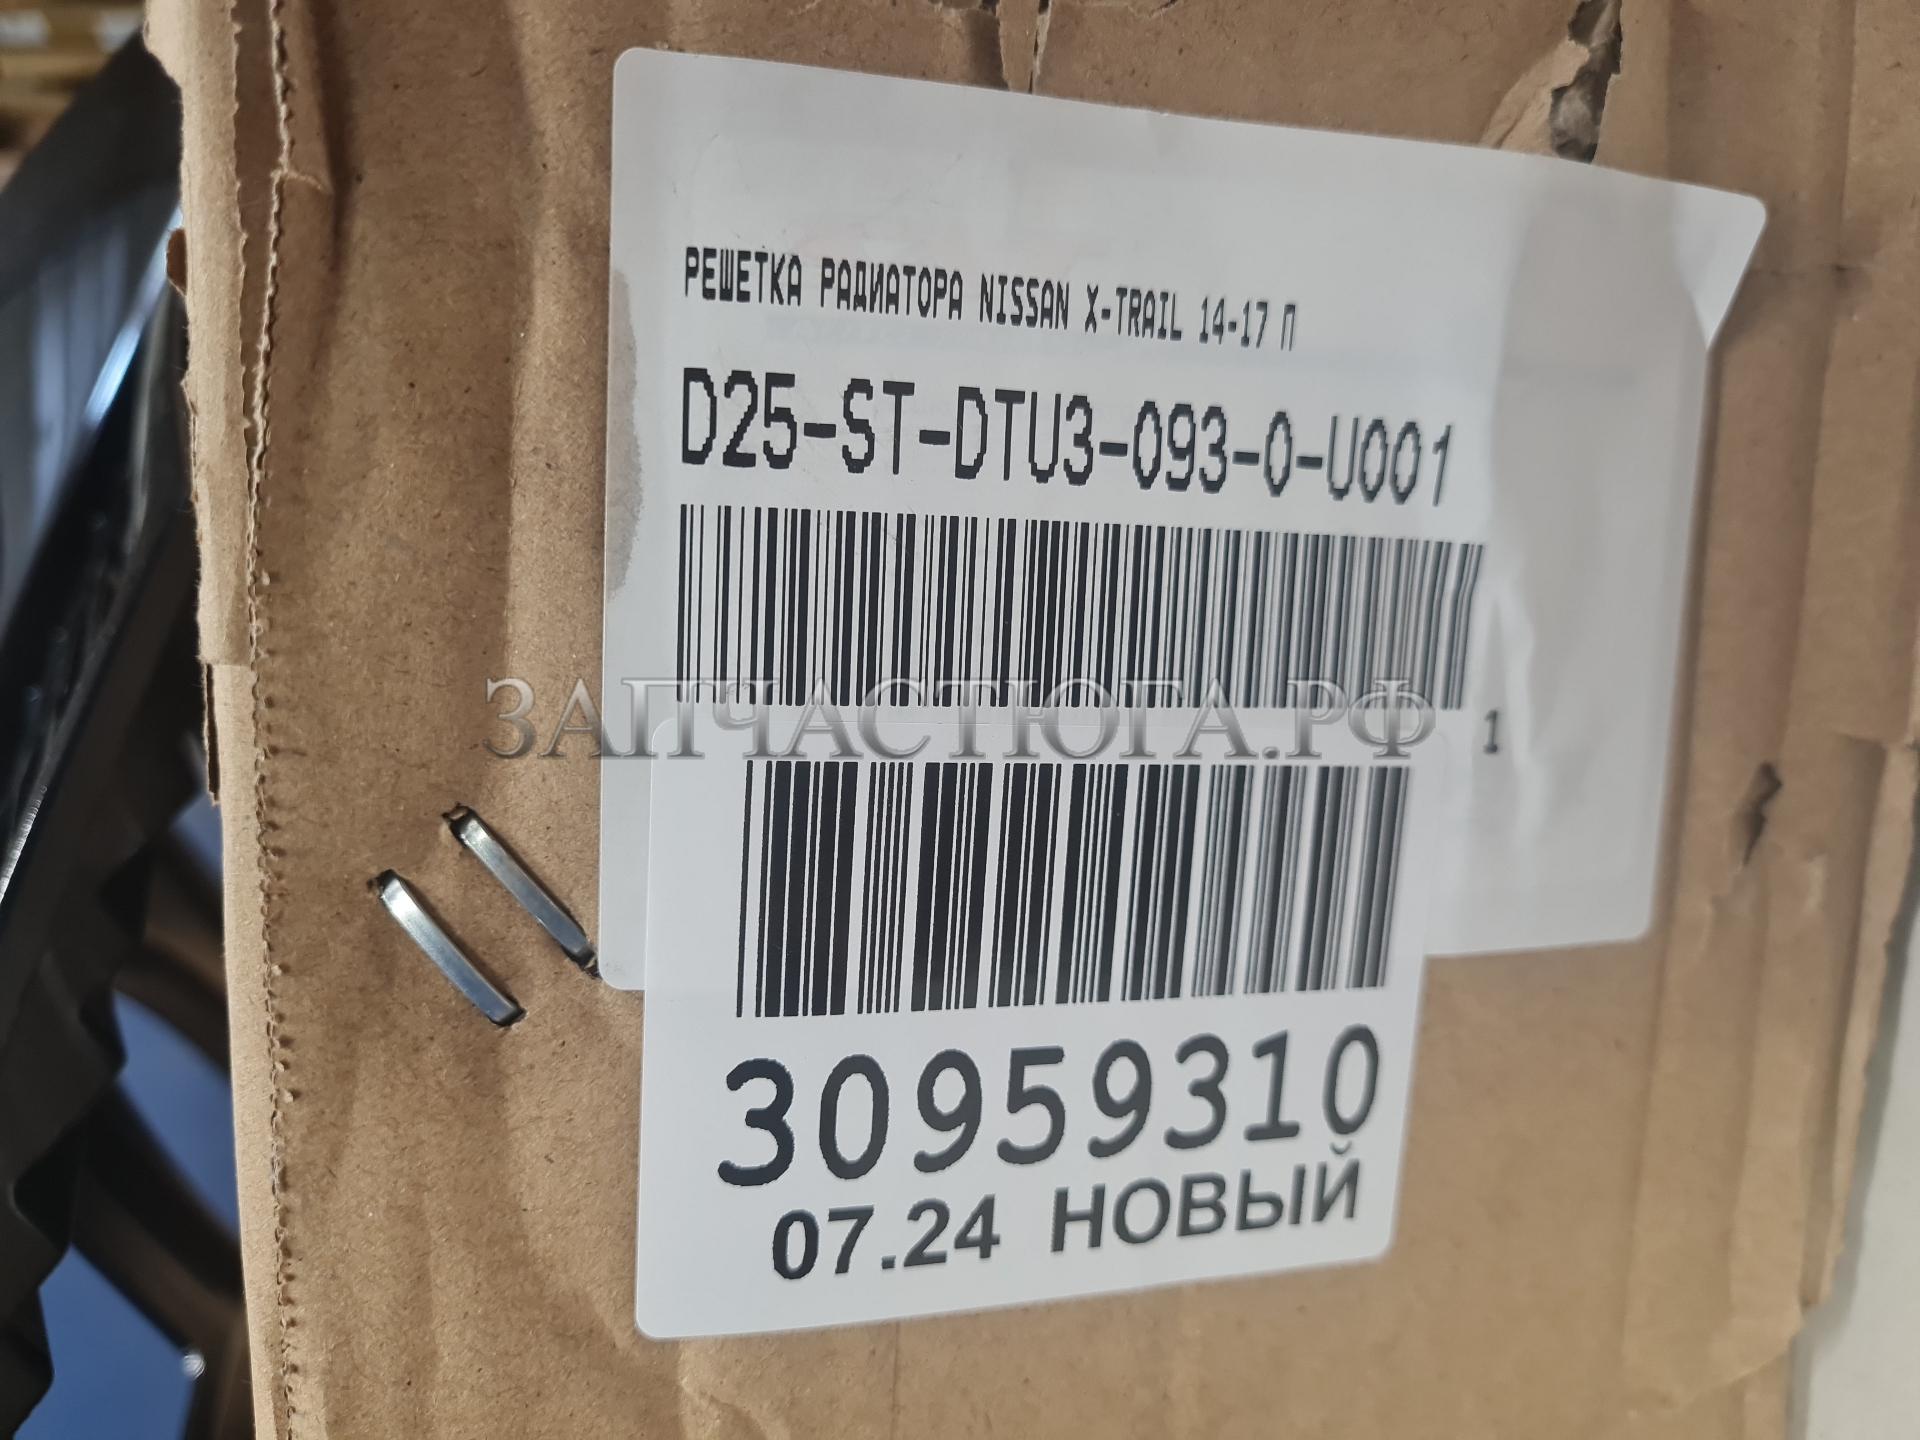 РЕШЕТКА РАДИАТОРА NISSAN X-TRAIL 14-17 П
D25-ST-DTU3-093-0-U001
ЗАПЧАСТЮГА.РФ
1
30959310
07.24 НОВЫЙ